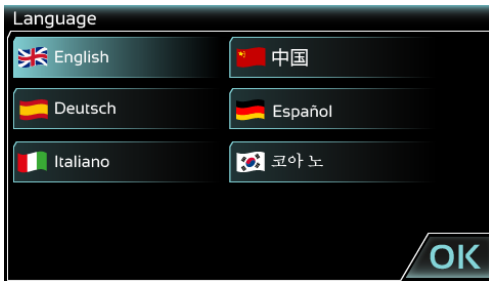 Language
English
中国
Deutsch
Español
Italiano
코아 노
OK